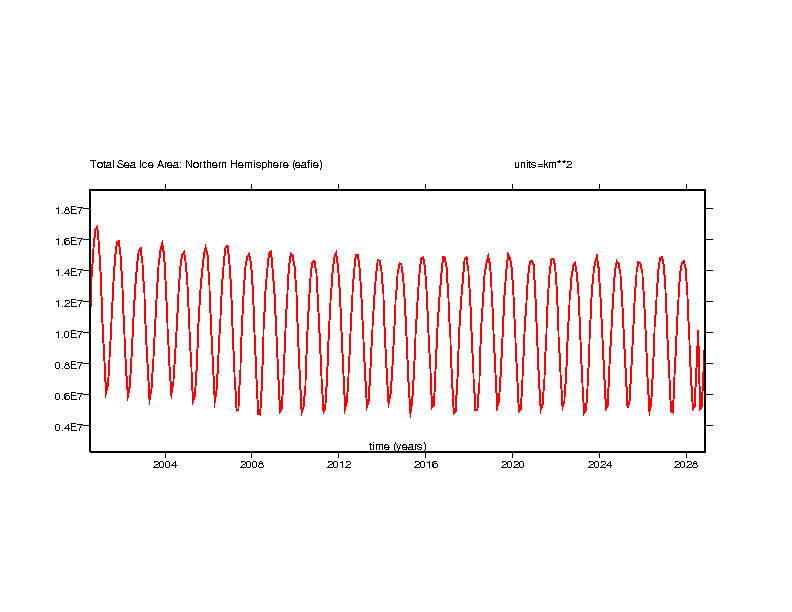 Total Sea Ice Area: Northern Hemisphere (eafie) units=km**2
1.8E7
1.6E7
1.4E7
1.2E7
1.0E7
0.8E7
0.6E7
0.4E7
time (years)
2004 2008 2012 2016 2020 2024 2028